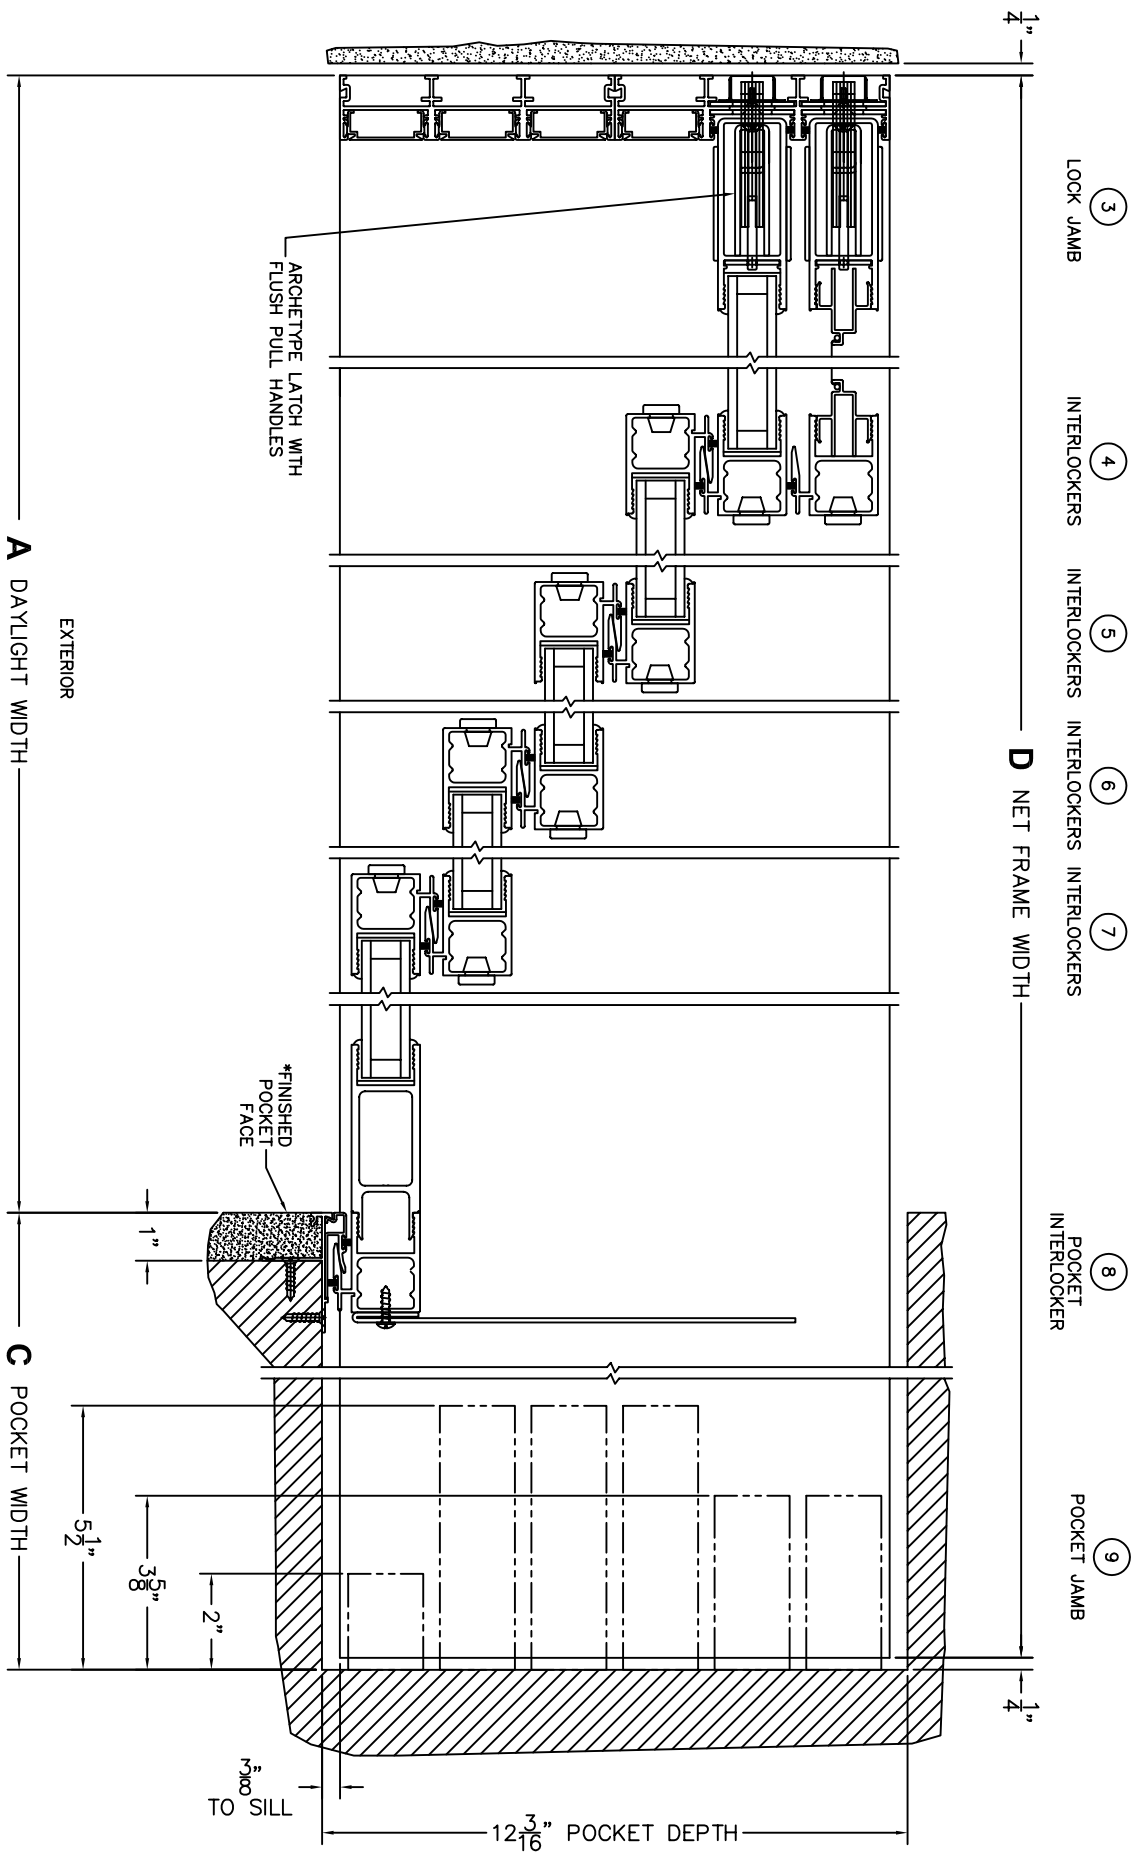 1/4"
3
LOCK JAMB
4
INTERLOCKERS
5
INTERLOCKERS
6
INTERLOCKERS
7
INTERLOCKERS
8
POCKET
INTERLOCKER
9
POCKET JAMB
D NET FRAME WIDTH
1/4"
ARCHETYPE LATCH WITH
FLUSH PULL HANDLES
*FINISHED
POCKET
FACE
1"
EXTERIOR
A DAYLIGHT WIDTH
C POCKET WIDTH
5 1/2"
3 5/8"
2"
3/8"
TO SILL
12 3/16" POCKET DEPTH